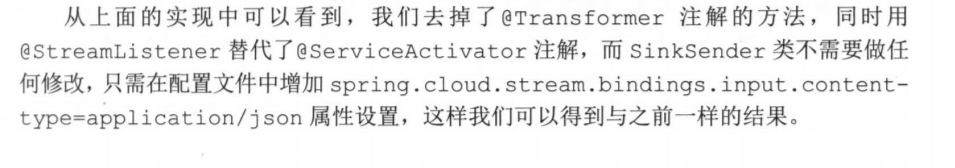 从上面的实现中可以看到，我们去掉了@Transformer 注解的方法，同时用
@StreamListener 替代了@ServiceActivator 注解，而 SinkSender 类不需要做任
何修改，只需在配置文件中增加 spring.cloud.stream.bindings.input.content-
type=application/json 属性设置，这样我们可以得到与之前一样的结果。